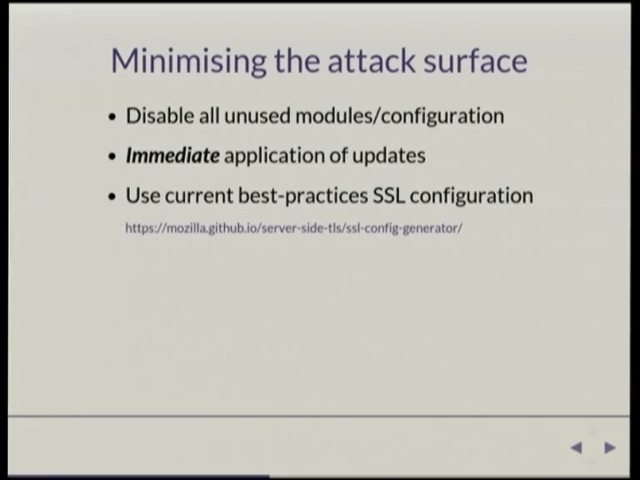 Minimising the attack surface
• Disable all unused modules/configuration
• Immediate application of updates
• Use current best-practices SSL configuration
https://mozilla.github.io/server-side-tls/ssl-config-generator/